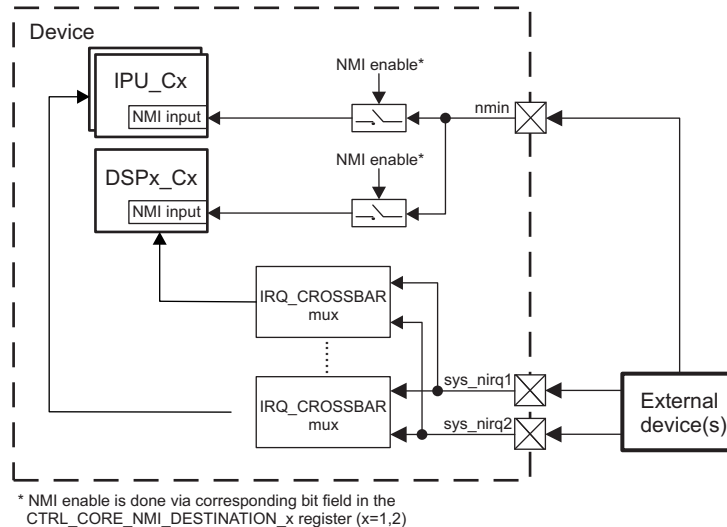 Device
IPU_Cx
NMI input
NMI enable*
nmin
NMI enable*
DSPx_Cx
NMI input
IRQ_CROSSBAR
mux
sys_nirq1
IRQ_CROSSBAR
mux
sys_nirq2
External
device(s)
* NMI enable is done via corresponding bit field in the
CTRL_CORE_NMI_DESTINATION_x register (x=1,2)